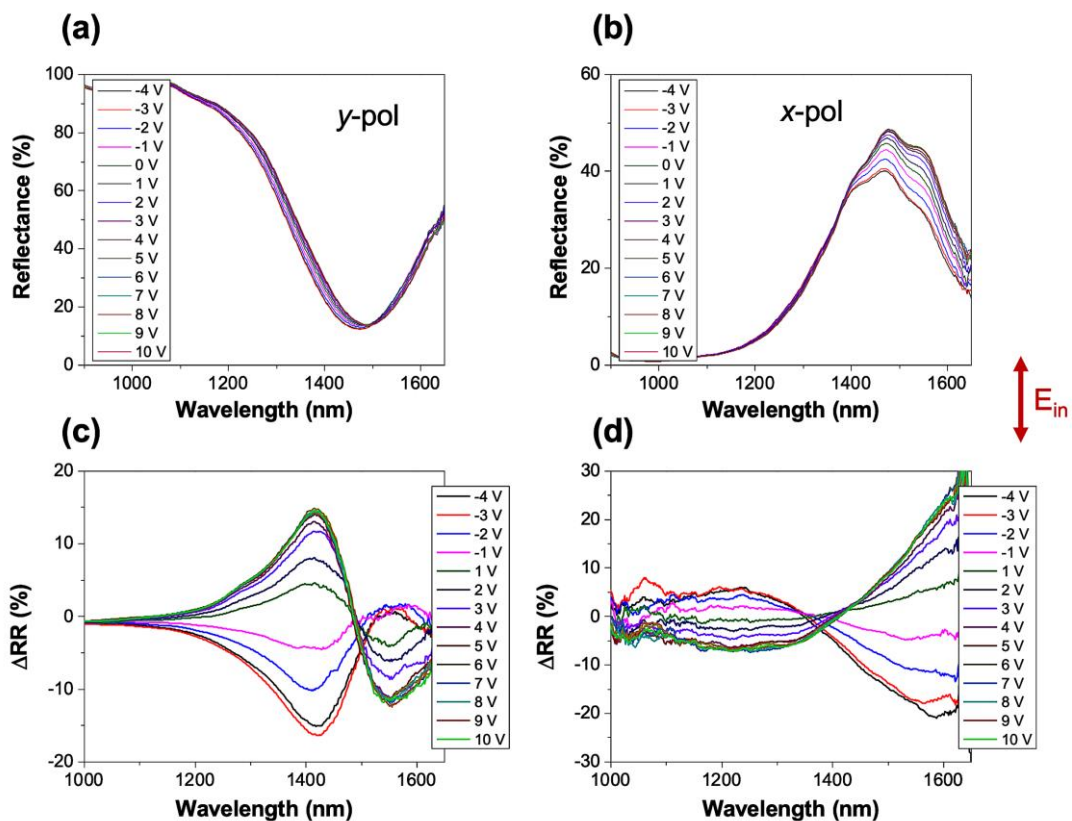 (a)
y-pol
Reflectance (%)
100
80
60
40
20
0
-4 V
-3 V
-2 V
-1 V
0 V
1 V
2 V
3 V
4 V
5 V
6 V
7 V
8 V
9 V
10 V
1000 1200 1400 1600
Wavelength (nm)
(b)
x-pol
Reflectance (%)
60
40
20
0
-4 V
-3 V
-2 V
-1 V
0 V
1 V
2 V
3 V
4 V
5 V
6 V
7 V
8 V
9 V
10 V
1000 1200 1400 1600
Wavelength (nm)
Ein
(c)
ΔRR (%)
20
10
0
-10
-20
-4 V
-3 V
-2 V
-1 V
1 V
2 V
3 V
4 V
5 V
6 V
7 V
8 V
9 V
10 V
1000 1200 1400 1600
Wavelength (nm)
(d)
ΔRR (%)
30
20
10
0
-10
-20
-30
-4 V
-3 V
-2 V
-1 V
1 V
2 V
3 V
4 V
5 V
6 V
7 V
8 V
9 V
10 V
1000 1200 1400 1600
Wavelength (nm)